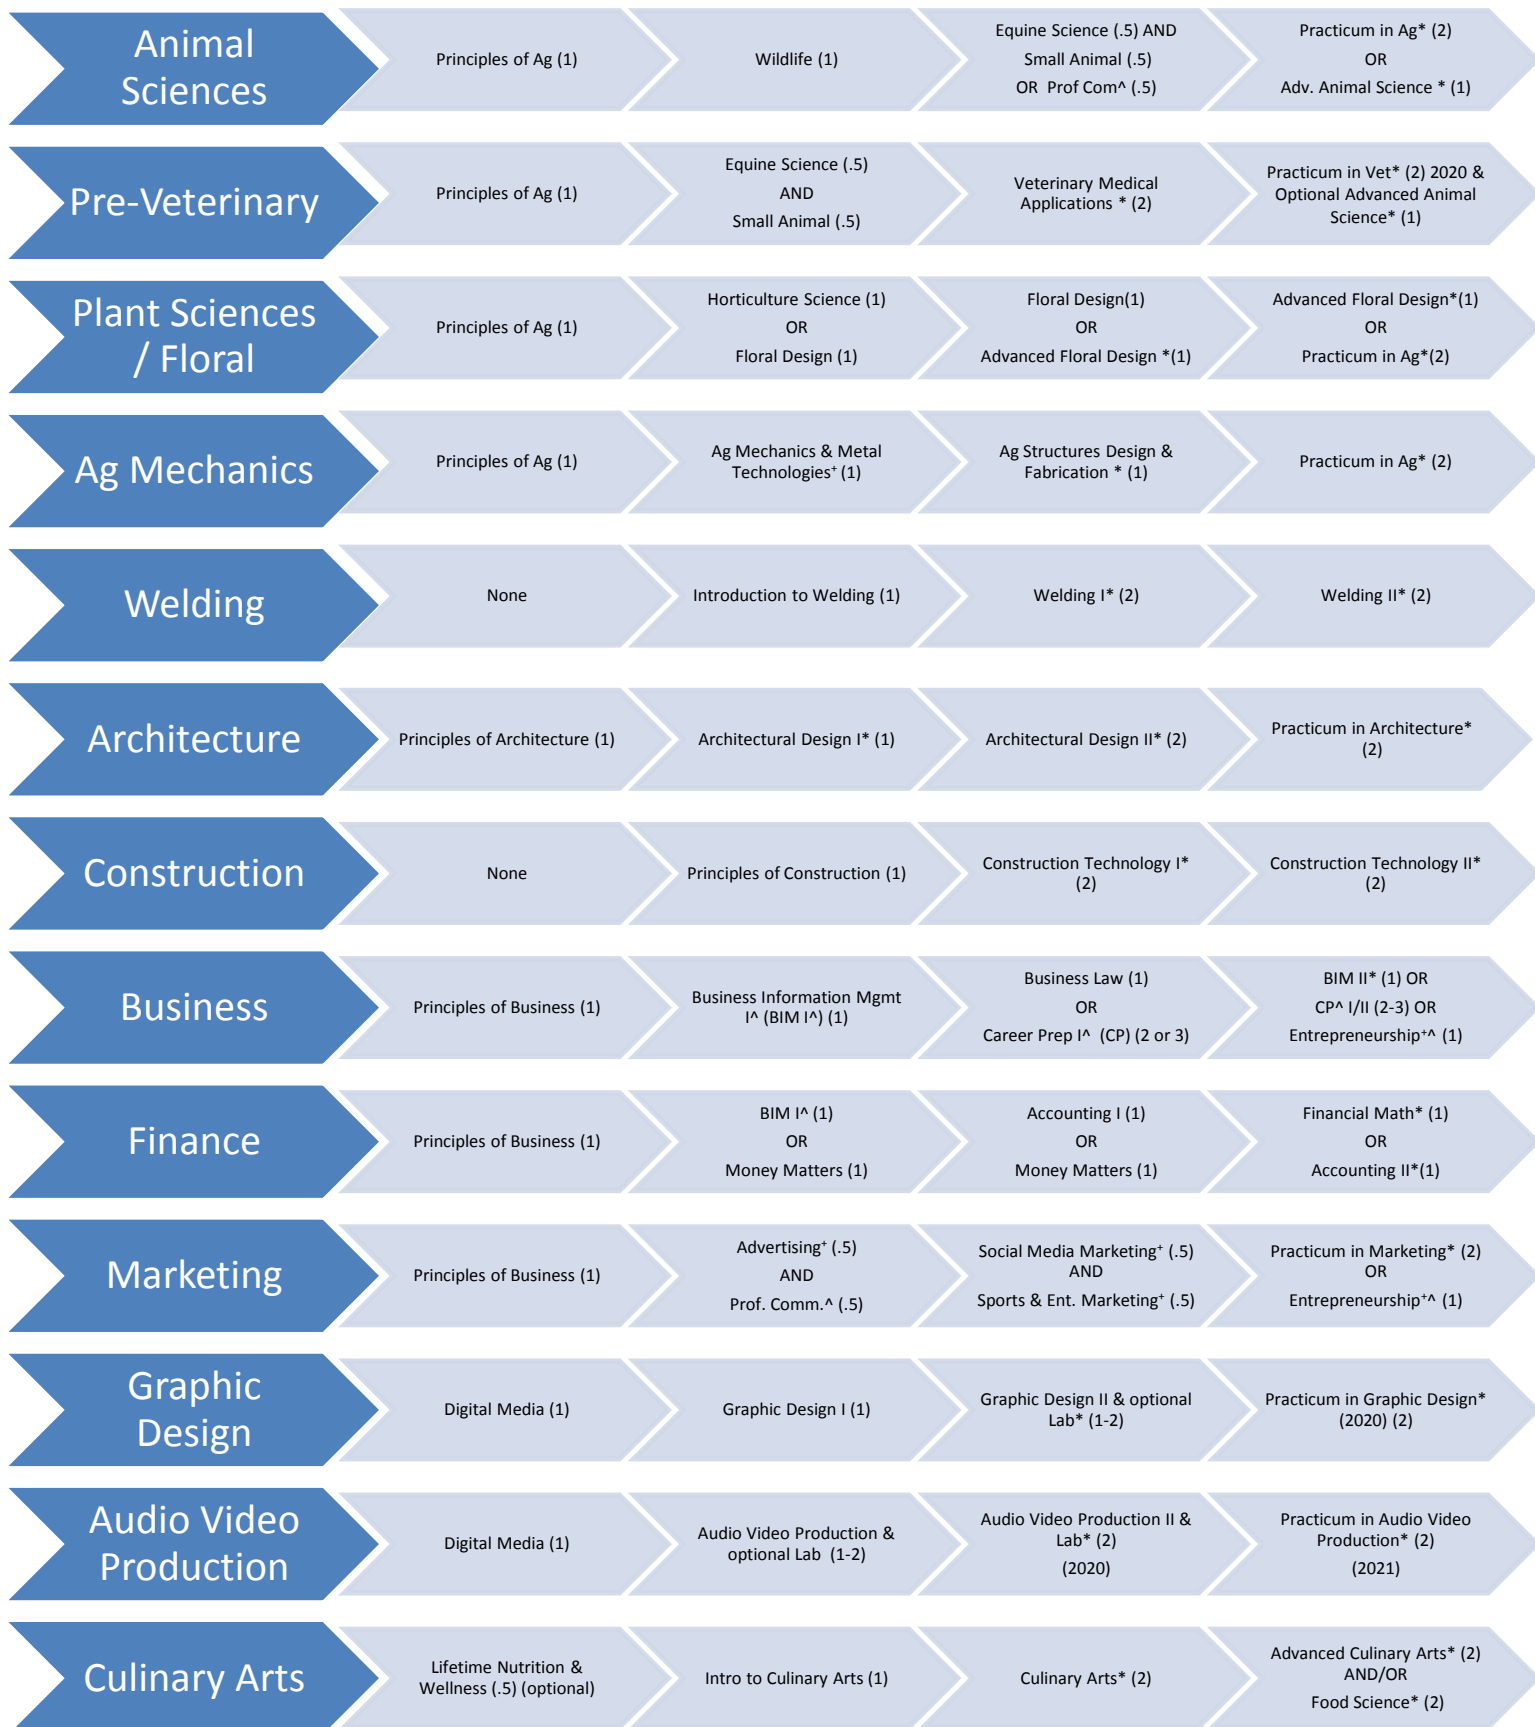 Animal
Sciences
Principles of Ag (1)
Wildlife (1)
Equine Science (.5) AND
Small Animal (.5)
OR  Prof Com^ (.5)
Practicum in Ag* (2)
OR
Adv. Animal Science * (1)
Pre-Veterinary
Principles of Ag (1)
Equine Science (.5)
AND
Small Animal (.5)
Veterinary Medical
Applications * (2)
Practicum in Vet* (2) 2020 &
Optional Advanced Animal
Science* (1)
Plant Sciences
/ Floral
Principles of Ag (1)
Horticulture Science (1)
OR
Floral Design (1)
Floral Design(1)
OR
Advanced Floral Design *(1)
Advanced Floral Design*(1)
OR
Practicum in Ag*(2)
Ag Mechanics
Principles of Ag (1)
Ag Mechanics & Metal
Technologies⁺ (1)
Ag Structures Design &
Fabrication * (1)
Practicum in Ag* (2)
Welding
None
Introduction to Welding (1)
Welding I* (2)
Welding II* (2)
Architecture
Principles of Architecture (1)
Architectural Design I* (1)
Architectural Design II* (2)
Practicum in Architecture*
(2)
Construction
None
Principles of Construction (1)
Construction Technology I*
(2)
Construction Technology II*
(2)
Business
Principles of Business (1)
Business Information Mgmt
I^ (BIM I^) (1)
Business Law (1)
OR
Career Prep I^  (CP) (2 or 3)
BIM II* (1) OR
CP^ I/II (2-3) OR
Entrepreneurship⁺^ (1)
Finance
Principles of Business (1)
BIM I^ (1)
OR
Money Matters (1)
Accounting I (1)
OR
Money Matters (1)
Financial Math* (1)
OR
Accounting II*(1)
Marketing
Principles of Business (1)
Advertising⁺ (.5)
AND
Prof. Comm.^ (.5)
Social Media Marketing⁺ (.5)
AND
Sports & Ent. Marketing⁺ (.5)
Practicum in Marketing* (2)
OR
Entrepreneurship⁺^ (1)
Graphic
Design
Digital Media (1)
Graphic Design I (1)
Graphic Design II & optional
Lab* (1-2)
Practicum in Graphic Design*
(2020) (2)
Audio Video
Production
Digital Media (1)
Audio Video Production &
optional Lab  (1-2)
Audio Video Production II &
Lab* (2)
(2020)
Practicum in Audio Video
Production* (2)
(2021)
Culinary Arts
Lifetime Nutrition &
Wellness (.5) (optional)
Intro to Culinary Arts (1)
Culinary Arts* (2)
Advanced Culinary Arts* (2)
AND/OR
Food Science* (2)